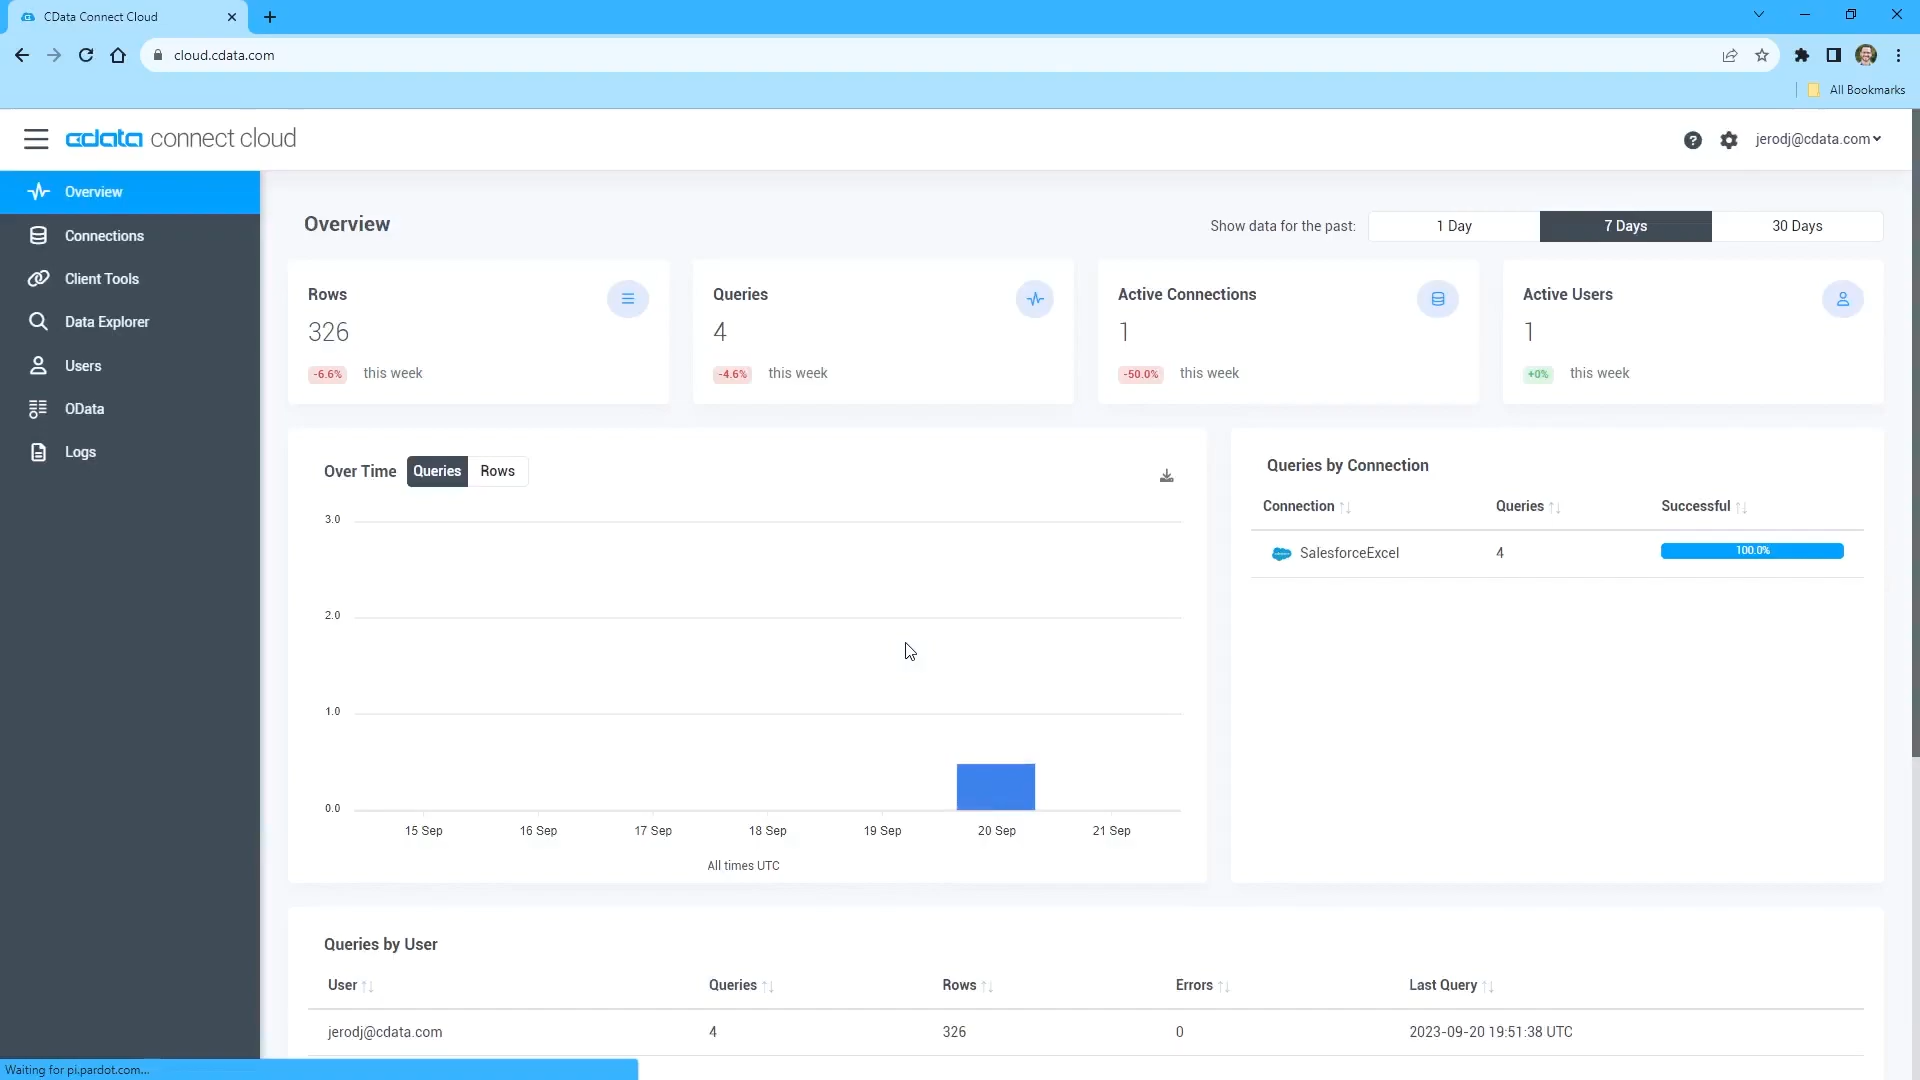 CData Connect Cloud
cloud.cdata.com
All Bookmarks
cdata connect cloud
jerodj@cdata.com
Overview
Connections
Client Tools
Data Explorer
Users
OData
Logs
Overview
Show data for the past: 1 Day 7 Days 30 Days
Rows
326
-6.6% this week
Queries
4
-4.6% this week
Active Connections
1
-50.0% this week
Active Users
1
+0% this week
Over Time Queries Rows
3.0
2.0
1.0
0.0
15 Sep 16 Sep 17 Sep 18 Sep 19 Sep 20 Sep 21 Sep
All times UTC
Queries by Connection
Connection Queries Successful
SalesforceExcel 4 100.0%
Queries by User
User Queries Rows Errors Last Query
jerodj@cdata.com 4 326 0 2023-09-20 19:51:38 UTC
Waiting for pi.pardot.com...